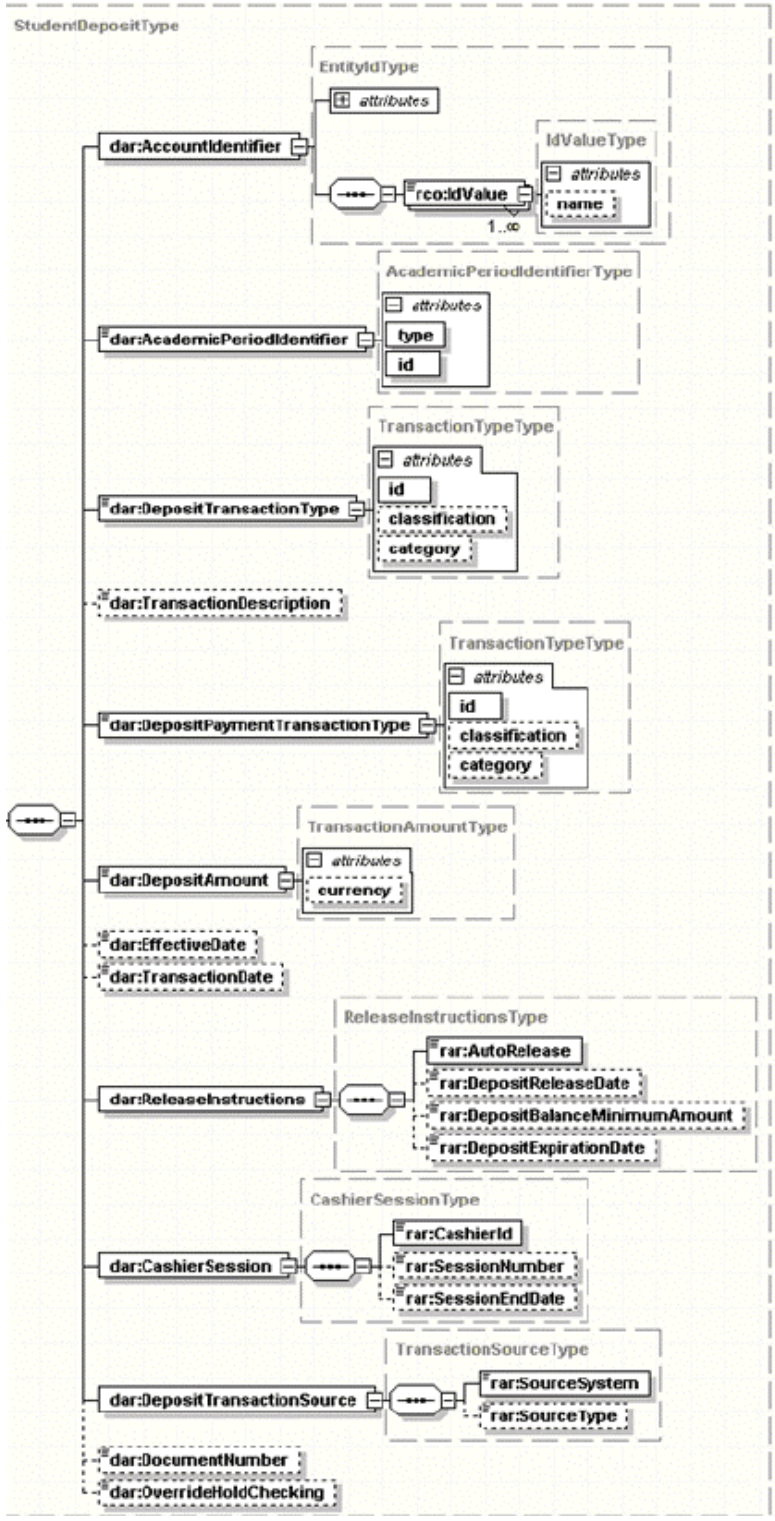 StudentDepositType
EntityIdType
attributes
dar:AccountIdentifier
IdValueType
attributes
rco:IdValue
name
1..∞
AcademicPeriodIdentifierType
attributes
type
dar:AcademicPeriodIdentifier
id
TransactionTypeType
attributes
id
dar:DepositTransactionType
classification
category
dar:TransactionDescription
TransactionTypeType
attributes
id
dar:DepositPaymentTransactionType
classification
category
TransactionAmountType
attributes
dar:DepositAmount
currency
dar:EffectiveDate
dar:TransactionDate
ReleaseInstructionsType
rar:AutoRelease
rar:DepositReleaseDate
dar:ReleaseInstructions
rar:DepositBalanceMinimumAmount
rar:DepositExpirationDate
CashierSessionType
rar:CashierId
dar:CashierSession
rar:SessionNumber
rar:SessionEndDate
TransactionSourceType
rar:SourceSystem
dar:DepositTransactionSource
rar:SourceType
dar:DocumentNumber
dar:OverrideHoldChecking